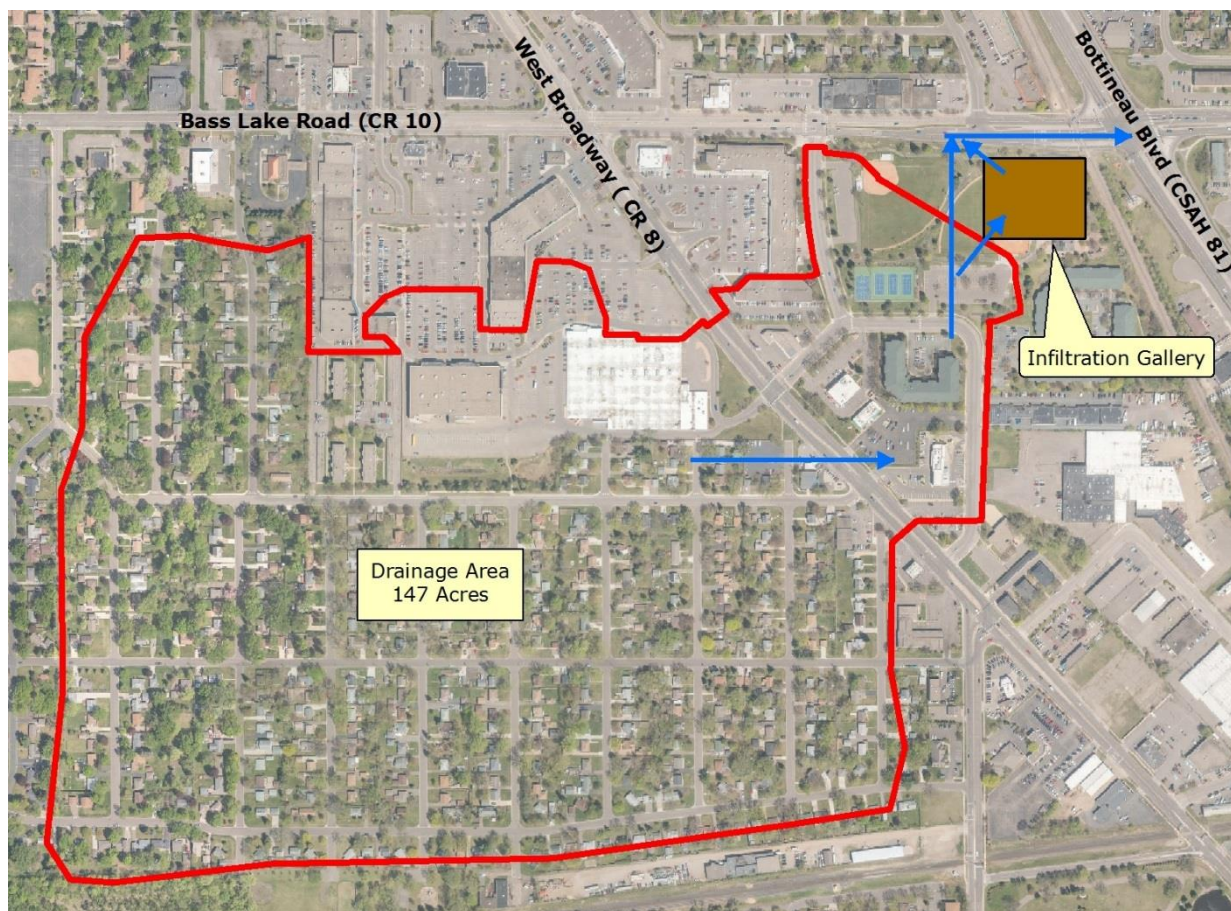 West Broadway ( CR 8)
Bottineau Blvd (CSAH 81)
Bass Lake Road (CR 10)
Infiltration Gallery
Drainage Area
147 Acres